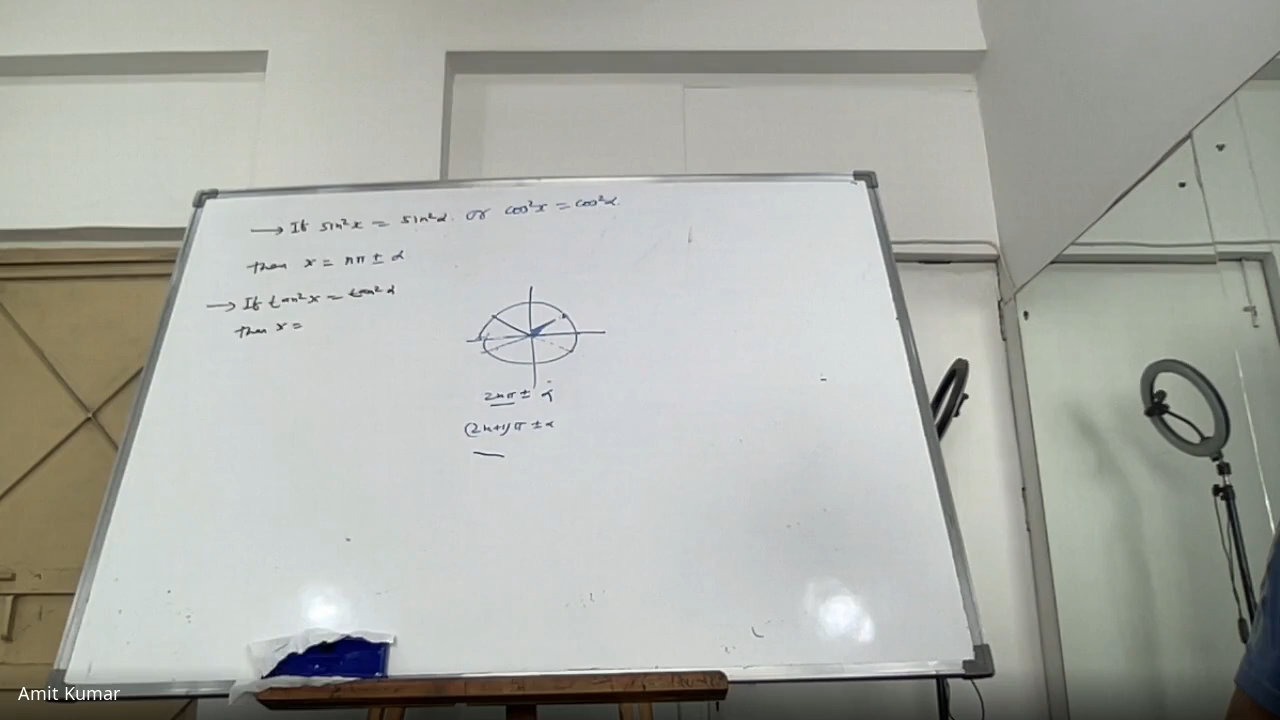 → If sin²x = sin²α or cos²x = cos²α
then x = nπ ± α
→ If tan²x = tan²α
then x =
2nπ ± α
(2n+1)π ± α
Amit Kumar